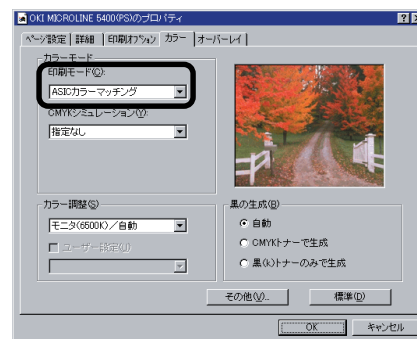 OKI MICROLINE 5400(PS)のプロパティ
ページ設定 詳細 印刷オプション カラー オーバーレイ
カラーモード
印刷モード(O):
ASICカラーマッチング
CMYKシミュレーション(Y):
指定なし
カラー調整(S)
モニタ(6500K)／自動
ユーザー設定(U)
黒の生成(B)
自動
CMYKトナーで生成
黒(K)トナーのみで生成
その他(V)... 標準(D)
OK キャンセル